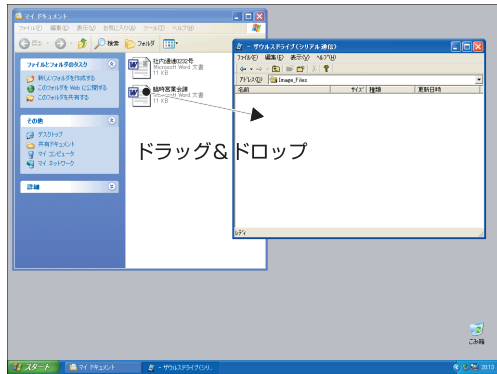 マイ ドキュメント
ファイル(F) 編集(E) 表示(V) お気に入り(A) ツール(T) ヘルプ(H)
戻る 検索 フォルダ
ファイルとフォルダのタスク
新しいフォルダを作成する
このフォルダを Web に公開する
このフォルダを共有する
その他
デスクトップ
共有ドキュメント
マイ コンピュータ
マイ ネットワーク
詳細
社内通信0232号
Microsoft Word 文書
11 KB
臨時営業会議
Microsoft Word 文書
11 KB
ザウルスドライブ(シリアル通信)
ファイル(F) 編集(E) 表示(V) ヘルプ(H)
アドレス(D) Image_Files
名前 サイズ 種類 更新日時
ドラッグ&ドロップ
レディ
ごみ箱
スタート マイ ドキュメント - ザウルスドライブ(シリ... 20:13